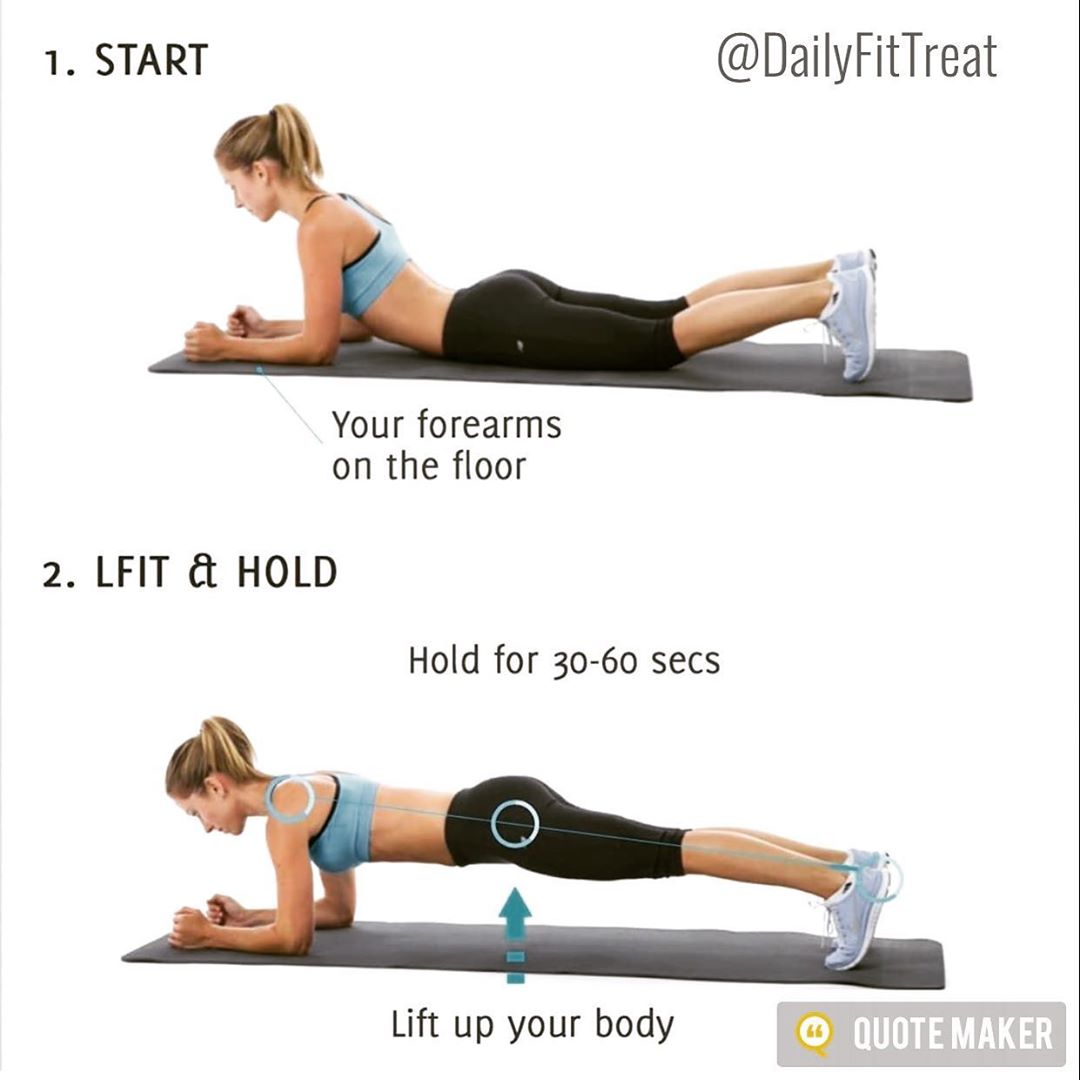 1. START
@DailyFitTreat
Your forearms
on the floor
2. LFIT & HOLD
Hold for 30-60 secs
Lift up your body
QUOTE MAKER